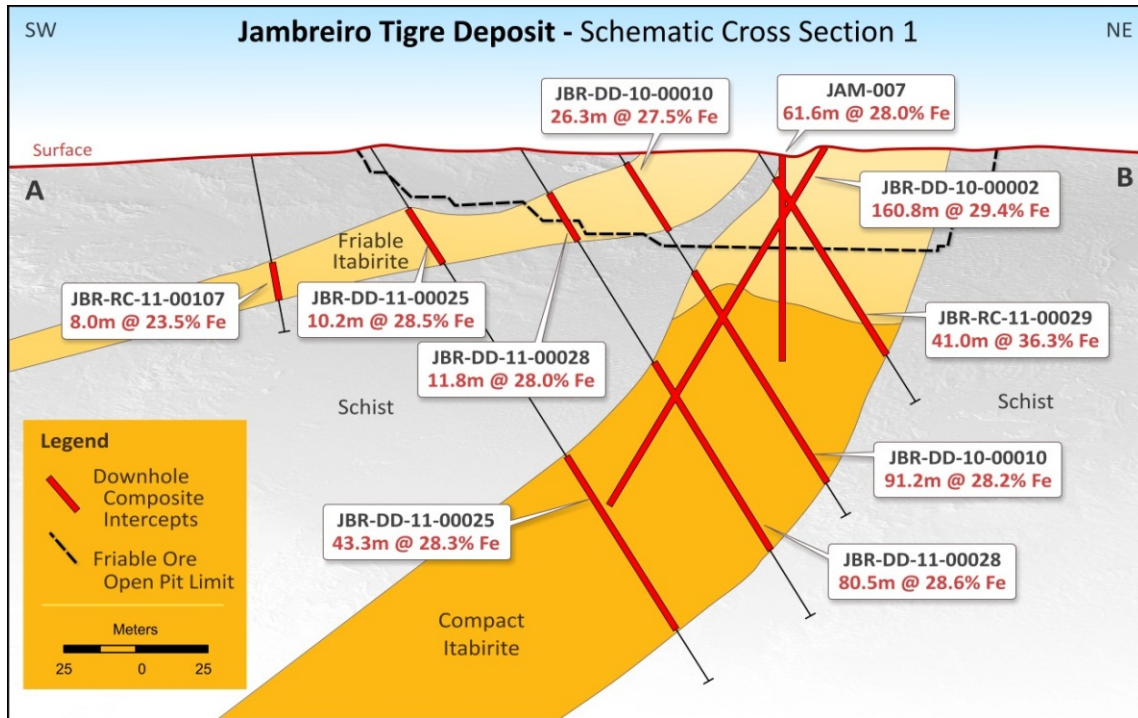 SW
Jambreiro Tigre Deposit - Schematic Cross Section 1
NE
JBR-DD-10-00010
26.3m @ 27.5% Fe
JAM-007
61.6m @ 28.0% Fe
Surface
A
B
JBR-DD-10-00002
160.8m @ 29.4% Fe
Friable
Itabirite
JBR-RC-11-00107
8.0m @ 23.5% Fe
JBR-DD-11-00025
10.2m @ 28.5% Fe
JBR-RC-11-00029
41.0m @ 36.3% Fe
JBR-DD-11-00028
11.8m @ 28.0% Fe
Schist
Schist
Legend
Downhole
Composite
Intercepts
Friable Ore
Open Pit Limit
Meters
25 0 25
JBR-DD-10-00010
91.2m @ 28.2% Fe
JBR-DD-11-00025
43.3m @ 28.3% Fe
JBR-DD-11-00028
80.5m @ 28.6% Fe
Compact
Itabirite